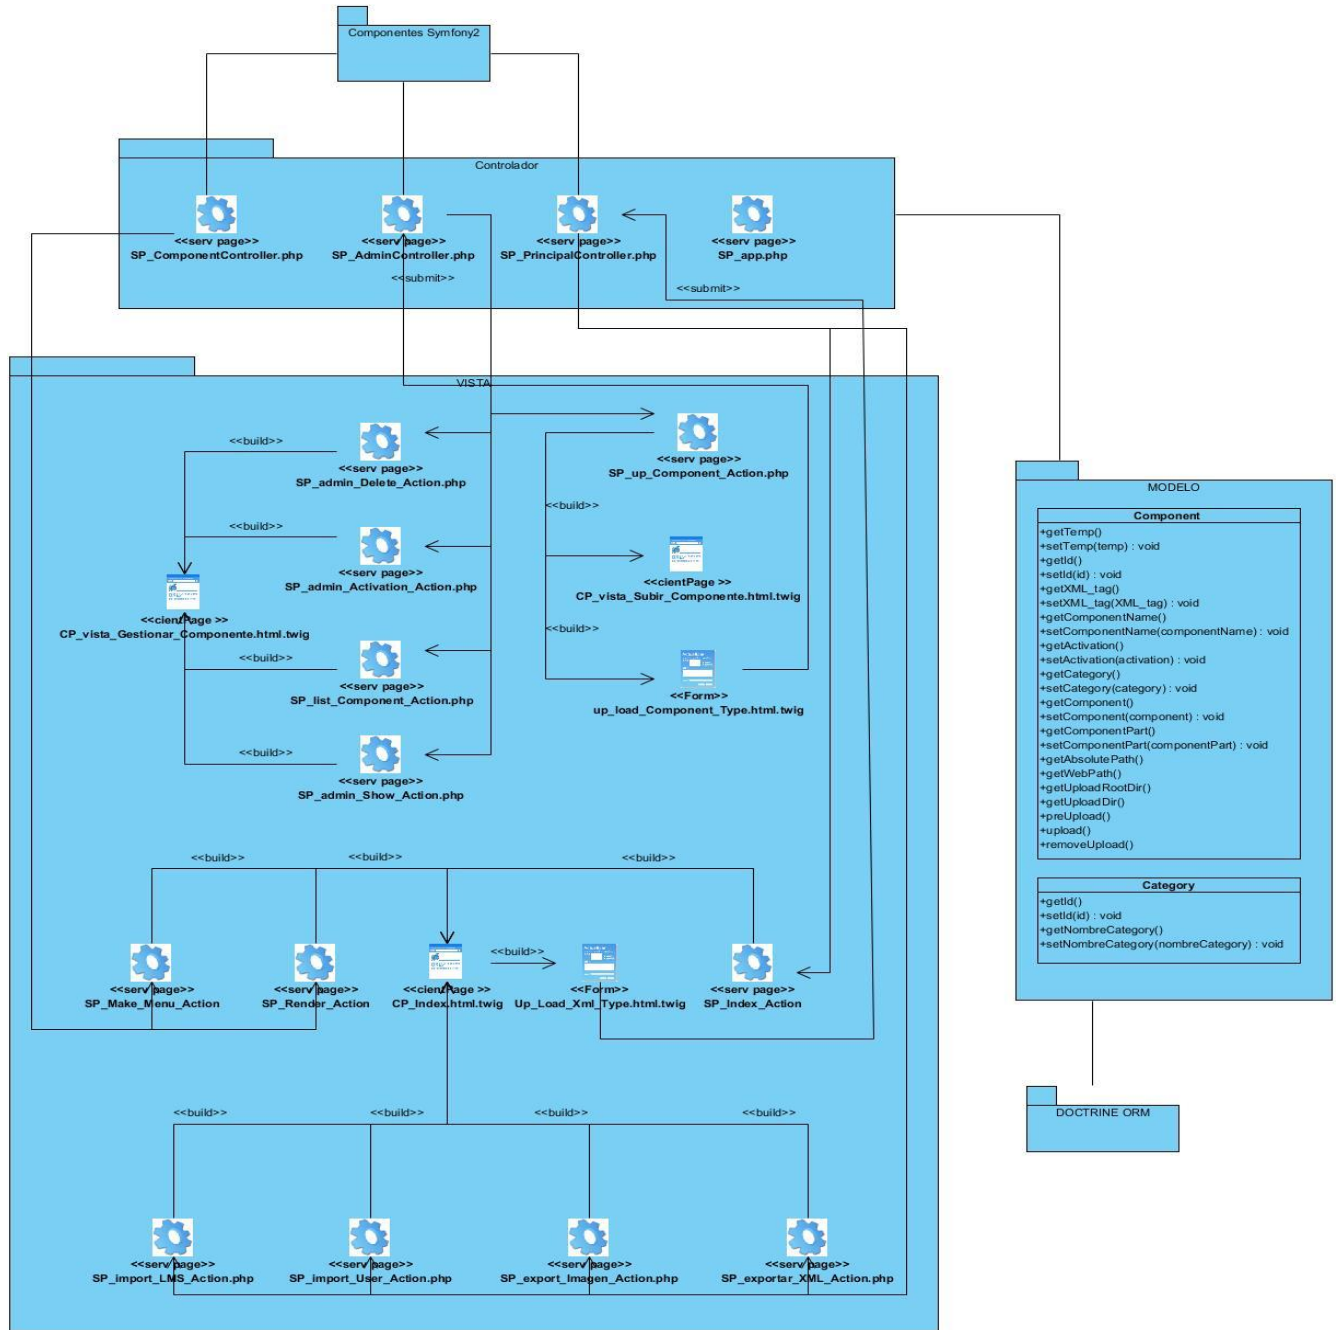 Componentes Symfony2
Controlador
<<serv page>>
SP_ComponentController.php
<<serv page>>
SP_AdminController.php
<<serv page>>
SP_PrincipalController.php
<<serv page>>
SP_app.php
<<submit>>
<<submit>>
VISTA
<<build>>
<<serv page>>
SP_admin_Delete_Action.php
<<serv page>>
SP_up_Component_Action.php
<<build>>
<<build>>
<<serv page>>
SP_admin_Activation_Action.php
<<cientPage >>
CP_vista_Subir_Componente.html.twig
<<cientPage >>
CP_vista_Gestionar_Componente.html.twig
<<build>>
<<build>>
<<serv page>>
SP_list_Component_Action.php
<<Form>>
up_load_Component_Type.html.twig
<<build>>
<<serv page>>
SP_admin_Show_Action.php
<<build>>
<<build>>
<<build>>
<<build>>
<<serv page>>
SP_Make_Menu_Action
<<serv page>>
SP_Render_Action
<<cientPage >>
CP_Index.html.twig
<<Form>>
Up_Load_Xml_Type.html.twig
<<serv page>>
SP_Index_Action
<<build>>
<<build>>
<<build>>
<<build>>
<<serv page>>
SP_import_LMS_Action.php
<<serv page>>
SP_import_User_Action.php
<<serv page>>
SP_export_Imagen_Action.php
<<serv page>>
SP_exportar_XML_Action.php
MODELO
Component
+getTemp()
+setTemp(temp) : void
+getId()
+setId(id) : void
+getXML_tag()
+setXML_tag(XML_tag) : void
+getComponentName()
+setComponentName(componentName) : void
+getActivation()
+setActivation(activation) : void
+getCategory()
+setCategory(category) : void
+getComponent()
+setComponent(component) : void
+getComponentPart()
+setComponentPart(componentPart) : void
+getAbsolutePath()
+getWebPath()
+getUploadRootDir()
+getUploadDir()
+preUpload()
+upload()
+removeUpload()
Category
+getId()
+setId(id) : void
+getNombreCategory()
+setNombreCategory(nombreCategory) : void
DOCTRINE ORM